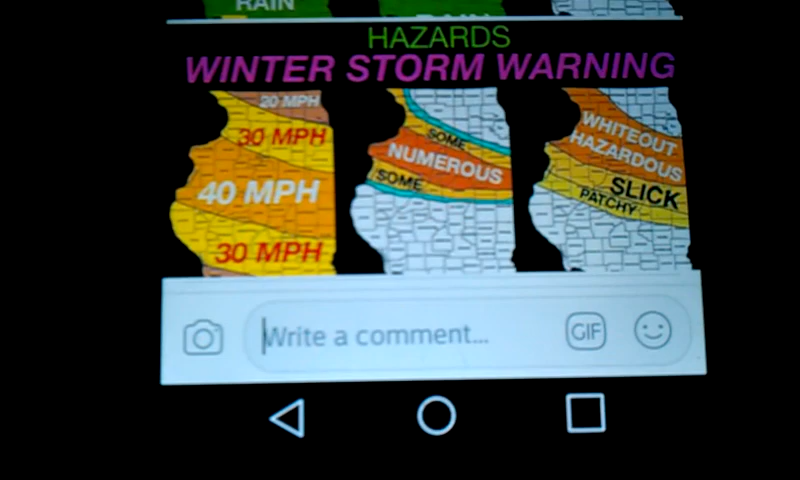 RAIN
RAIN
HAZARDS
WINTER STORM WARNING
20 MPH
30 MPH
40 MPH
30 MPH
SOME
NUMEROUS
SOME
WHITEOUT
HAZARDOUS
SLICK
PATCHY
Write a comment...
GIF